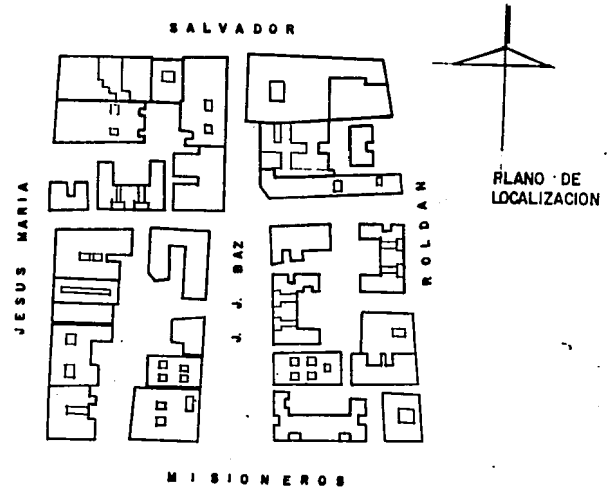 SALVADOR
PLANO DE
LOCALIZACION
JESUS MARIA
J. J. BAZ
ROLDAN
MISIONEROS